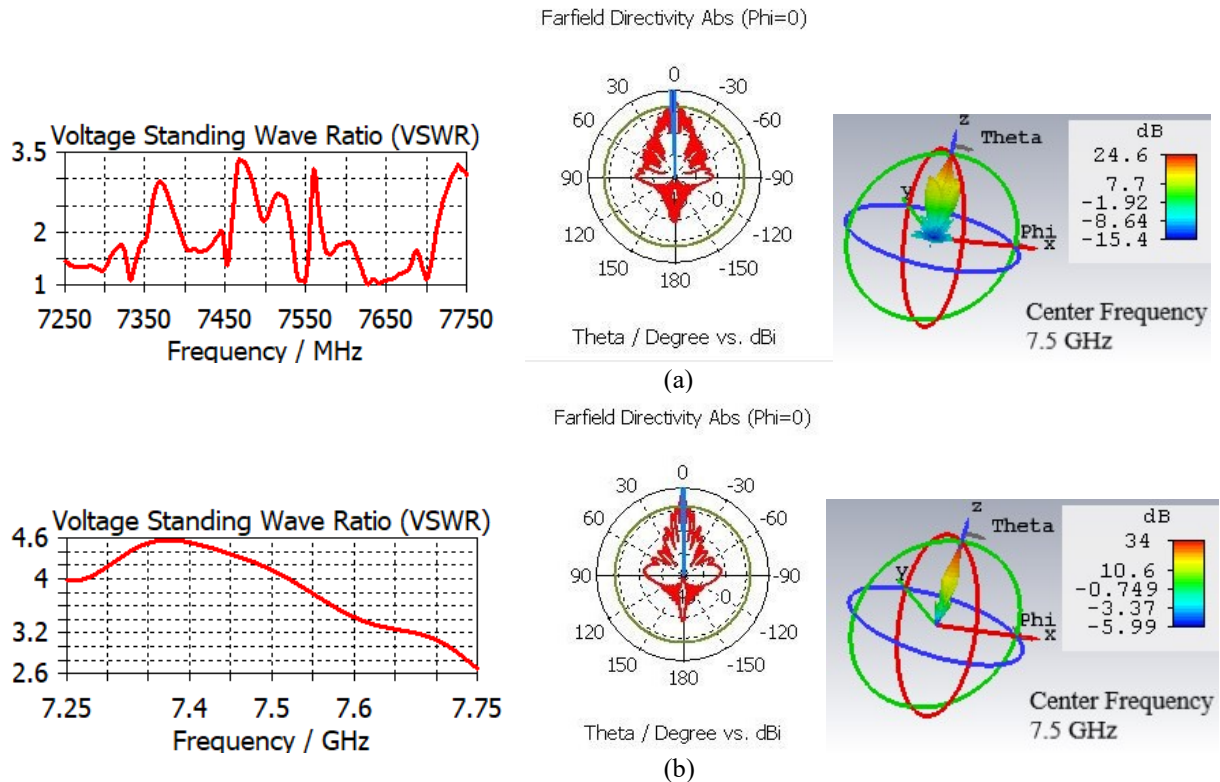 Farfield Directivity Abs (Phi=0)
Voltage Standing Wave Ratio (VSWR)
3.5
2
1
7250 7350 7450 7550 7650 7750
Frequency / MHz
0
30 -30
60 -60
90 -90
0
120 -120
150 -150
180
Theta / Degree vs. dBi
z
Theta
y
Phi
x
dB
24.6
7.7
-1.92
-8.64
-15.4
Center Frequency
7.5 GHz
(a)
Farfield Directivity Abs (Phi=0)
Voltage Standing Wave Ratio (VSWR)
4.6
4
3.2
2.6
7.25 7.4 7.5 7.6 7.75
Frequency / GHz
0
30 -30
60 -60
90 -90
-40 0
120 -120
150 -150
180
Theta / Degree vs. dBi
z
Theta
y
Phi
x
dB
34
10.6
-0.749
-3.37
-5.99
Center Frequency
7.5 GHz
(b)